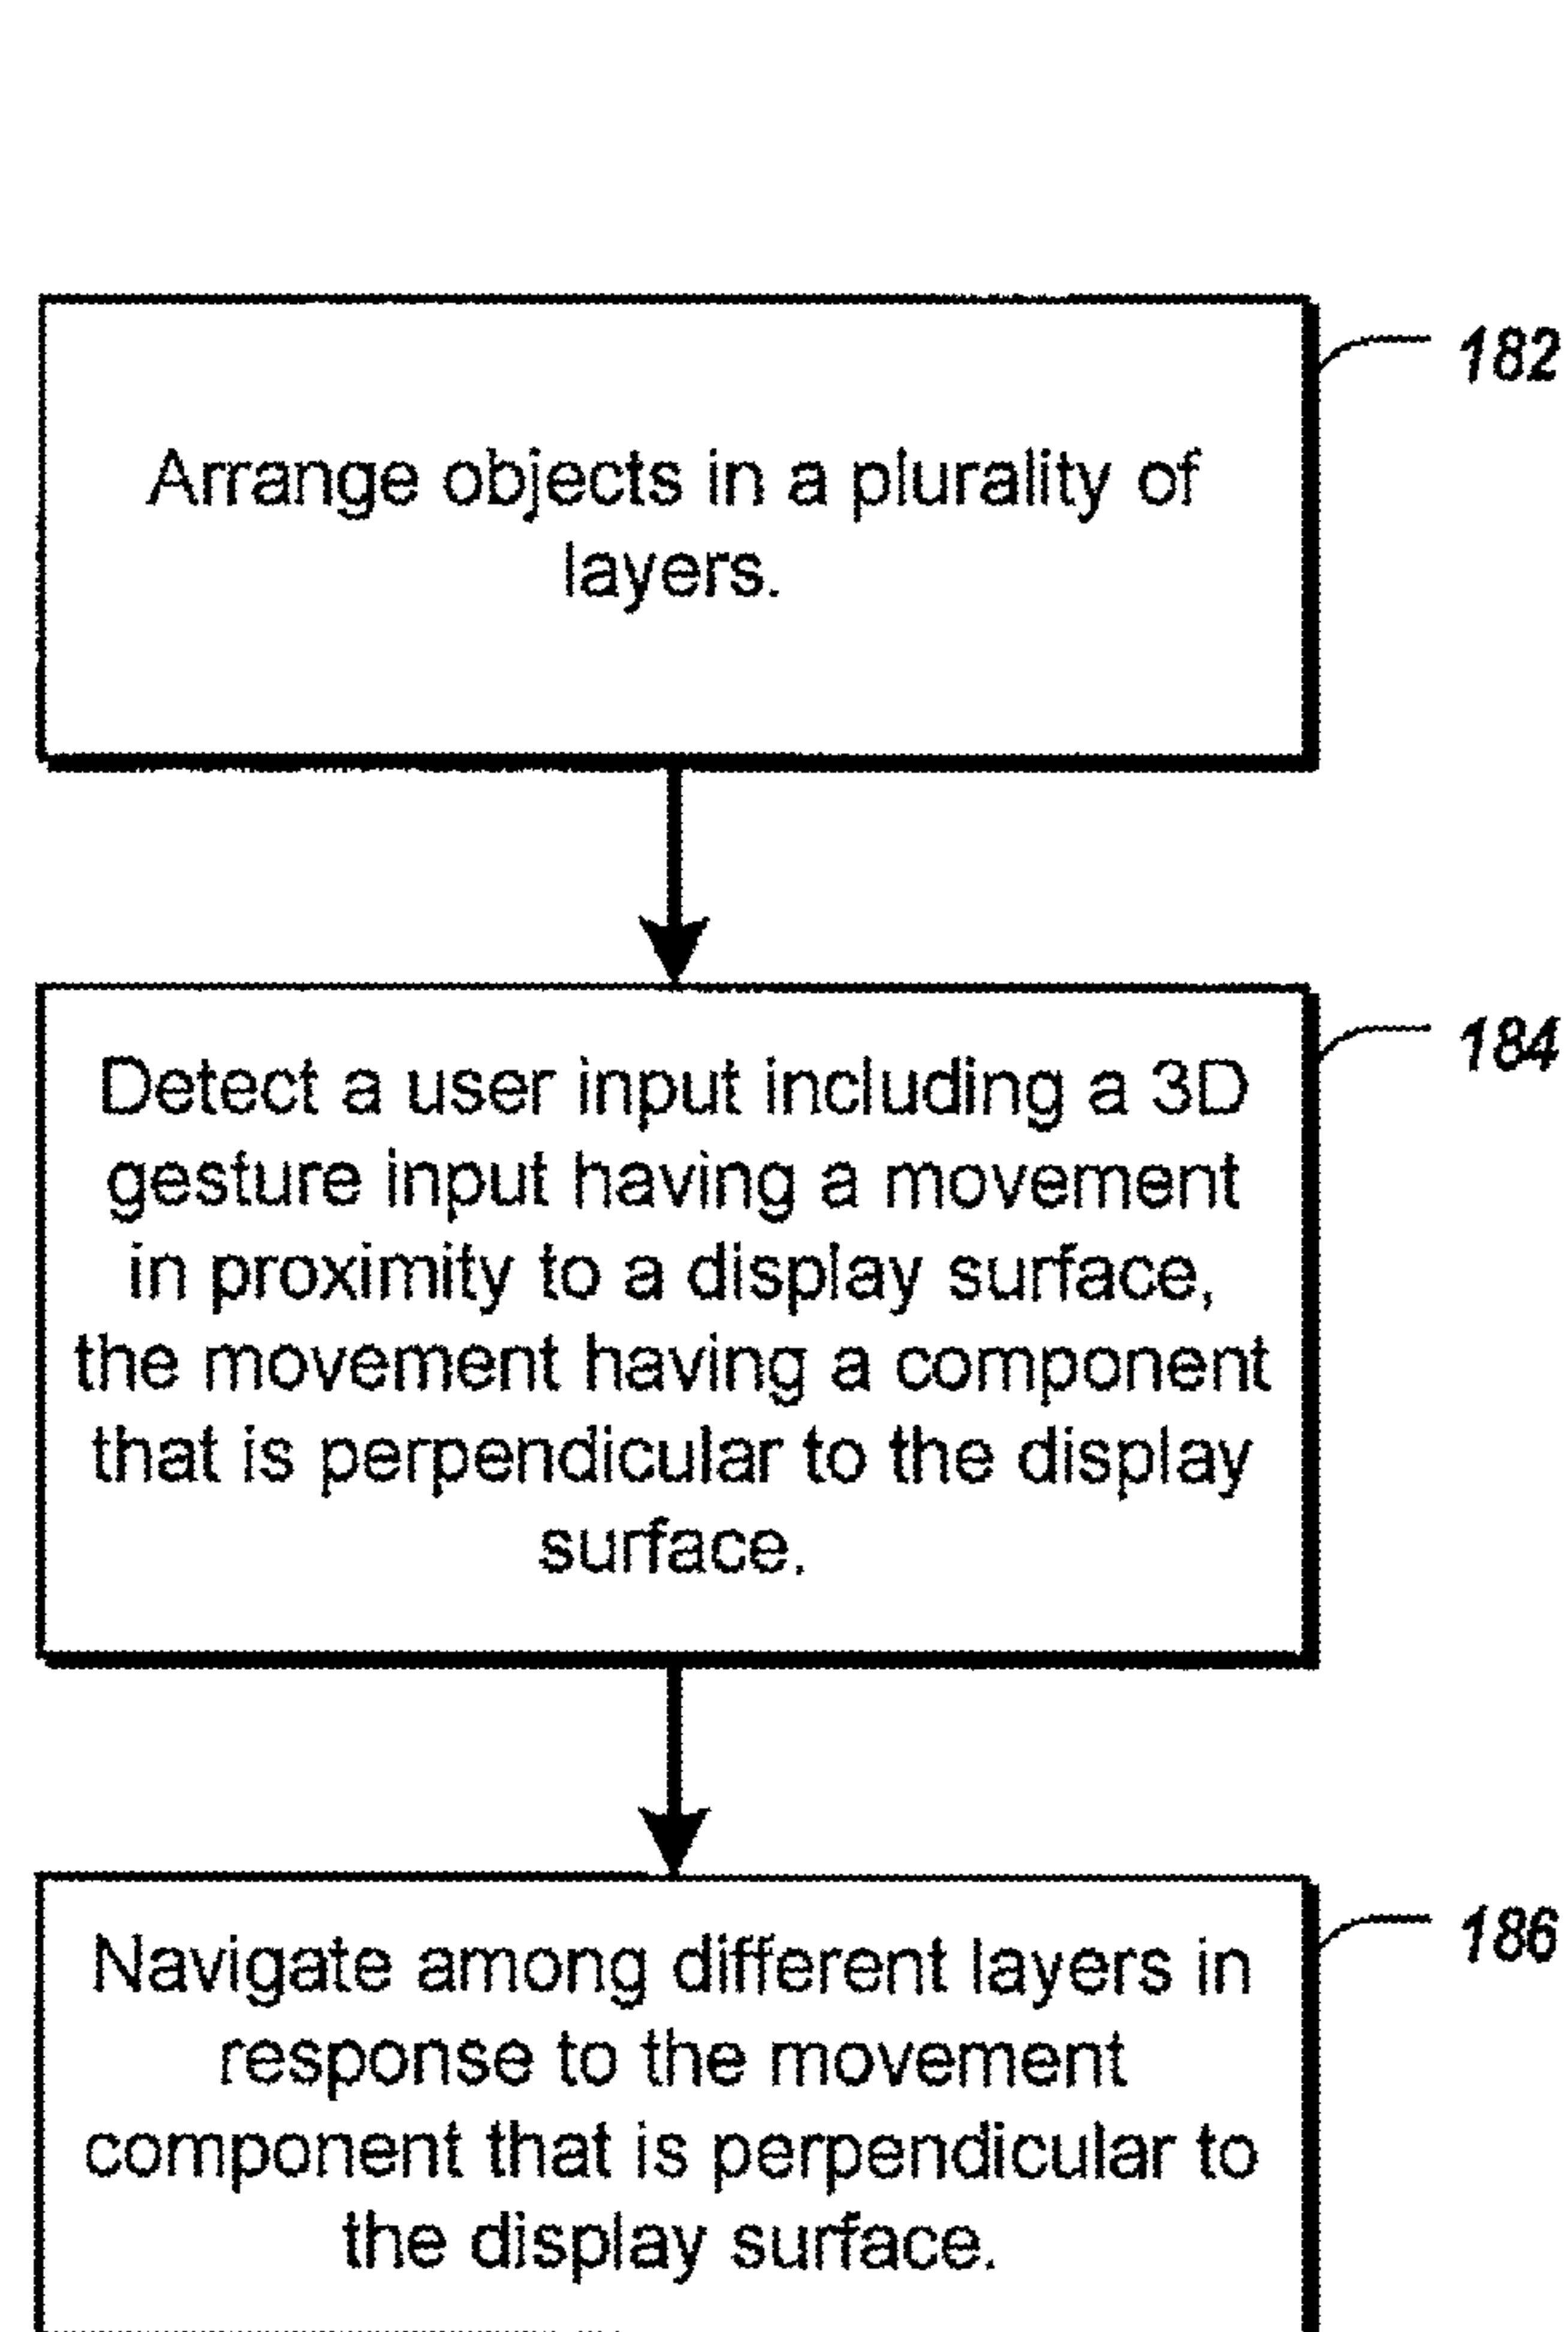 182
Arrange objects in a plurality of
layers.
184
Detect a user input including a 3D
gesture input having a movement
in proximity to a display surface,
the movement having a component
that is perpendicular to the display
surface.
186
Navigate among different layers in
response to the movement
component that is perpendicular to
the display surface.